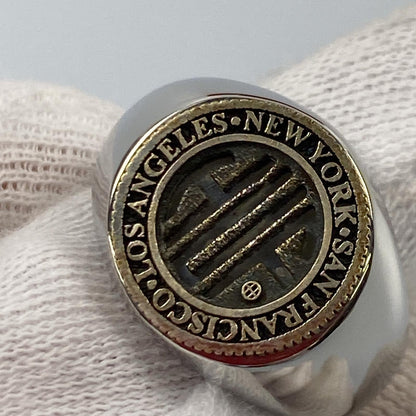 LOS ANGELES • NEW YORK • SAN FRANCISCO •